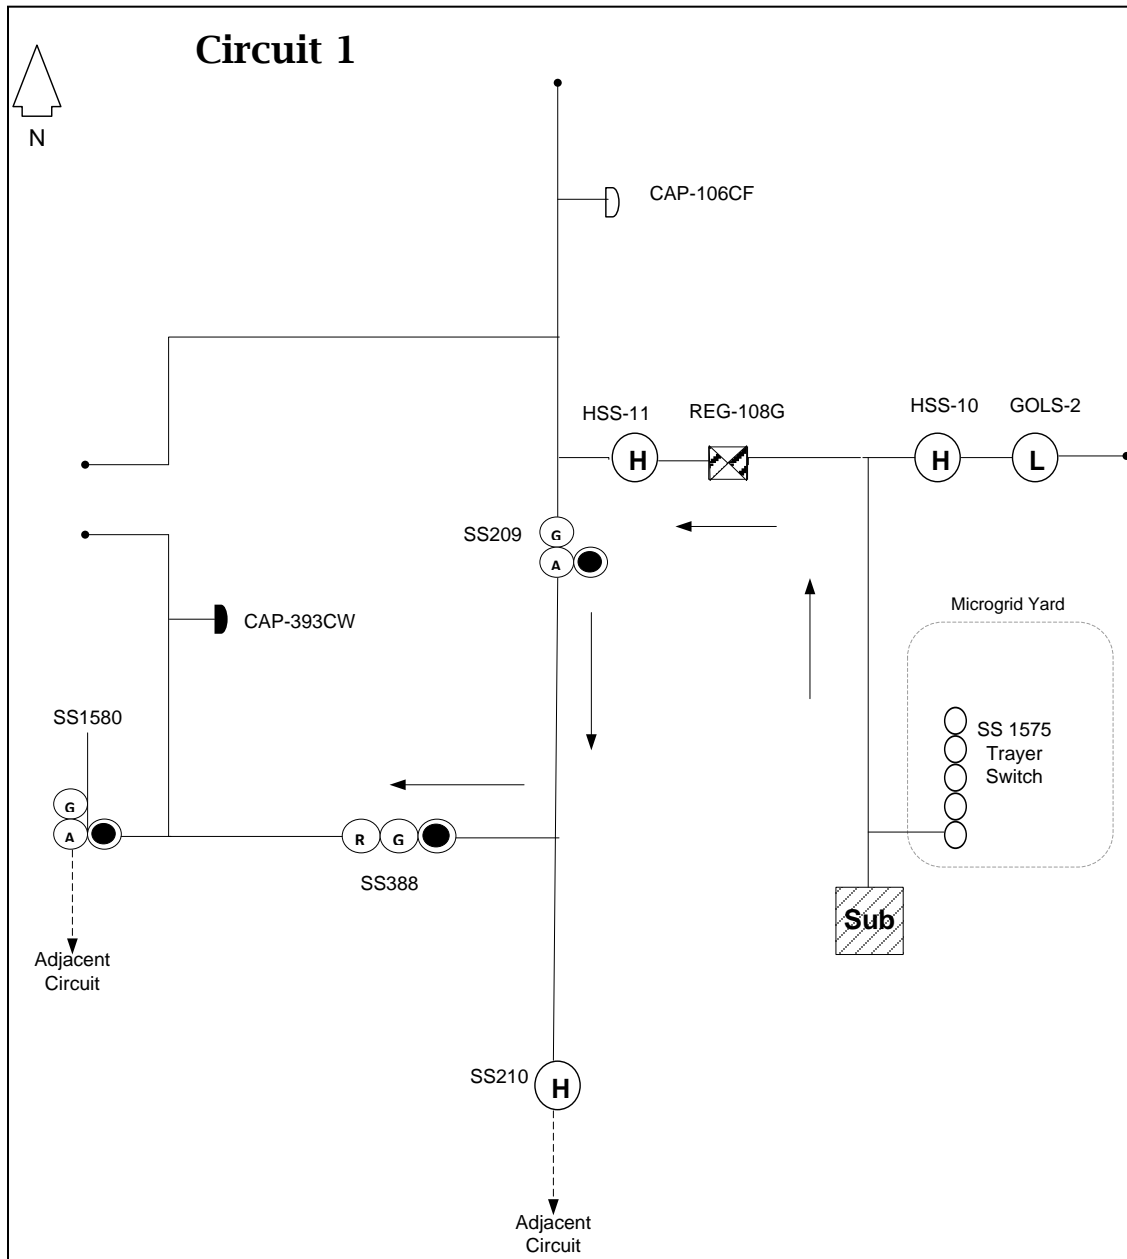 Circuit 1
N
CAP-106CF
HSS-11
REG-108G
HSS-10
GOLS-2
H
H
L
SS209
G
A
Microgrid Yard
CAP-393CW
SS1580
SS 1575
Trayer
Switch
G
A
R
G
SS388
Sub
Adjacent
Circuit
SS210
H
Adjacent
Circuit